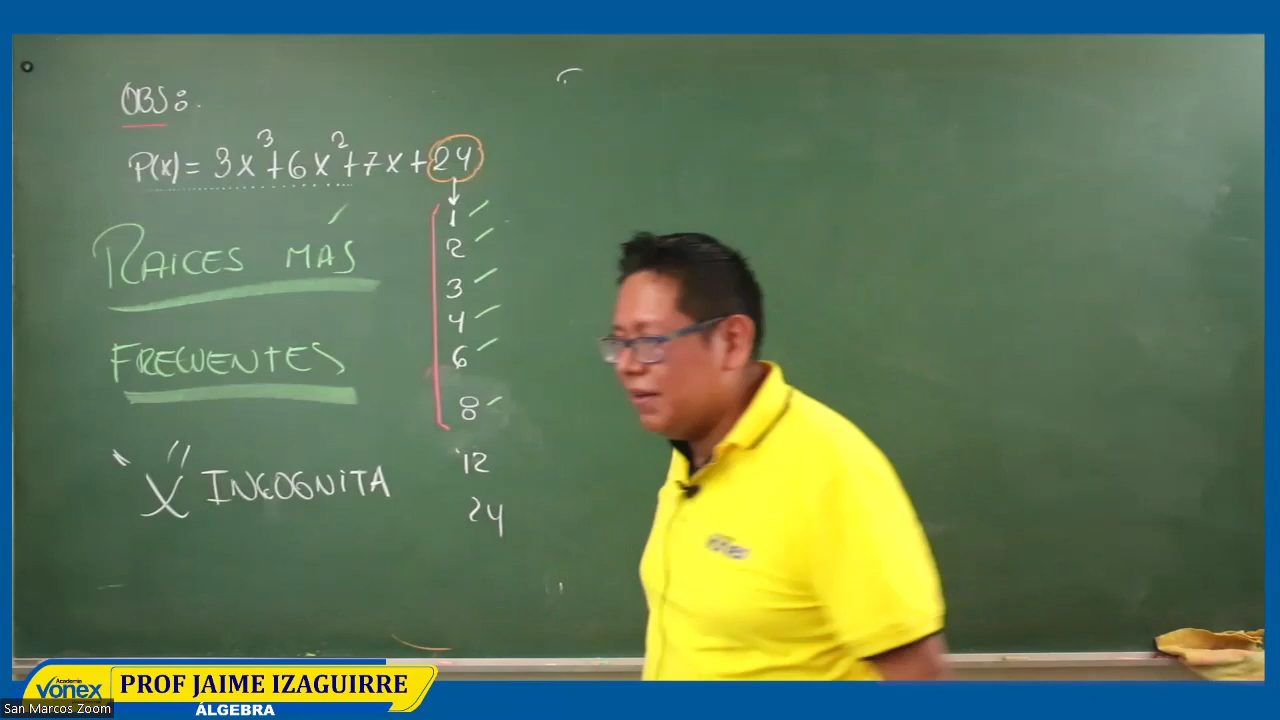 OBS:.
P(x) = 3x³+6x²+7x+24
1
2
RAICES MÁS
3
4
FRECUENTES
6
8
12
"X" INCOGNITA
24
Academia
vonex
PROF JAIME IZAGUIRRE
ÁLGEBRA
San Marcos Zoom